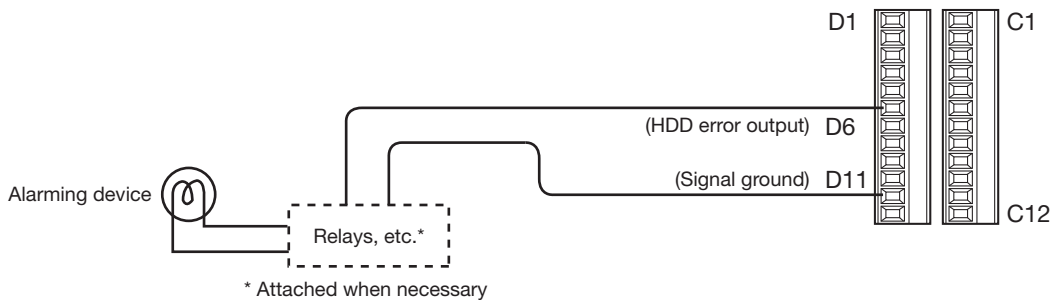 D1
C1
(HDD error output) D6
(Signal ground) D11
Alarming device
C12
Relays, etc.*
* Attached when necessary